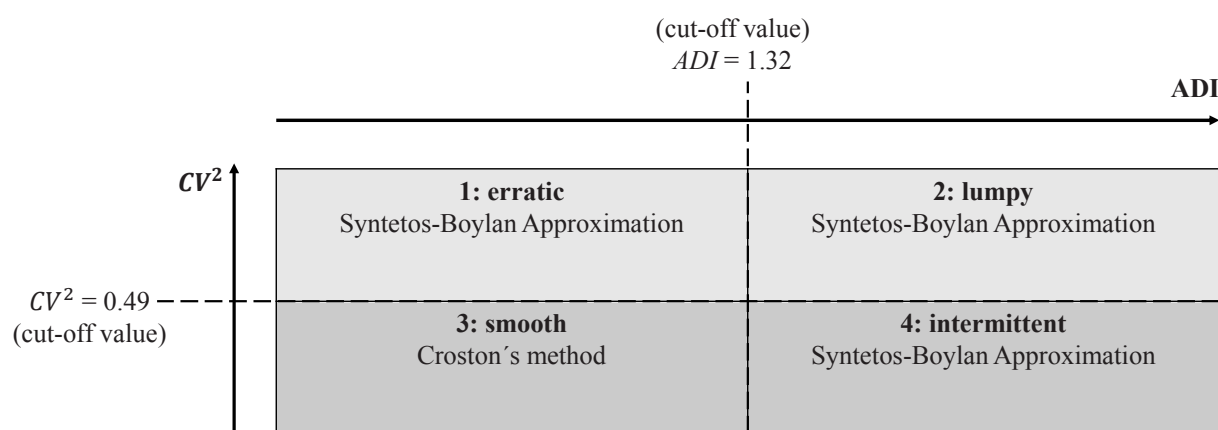 (cut-off value)
ADI = 1.32
ADI
CV²
1: erratic
Syntetos-Boylan Approximation
2: lumpy
Syntetos-Boylan Approximation
CV² = 0.49
(cut-off value)
3: smooth
Croston´s method
4: intermittent
Syntetos-Boylan Approximation